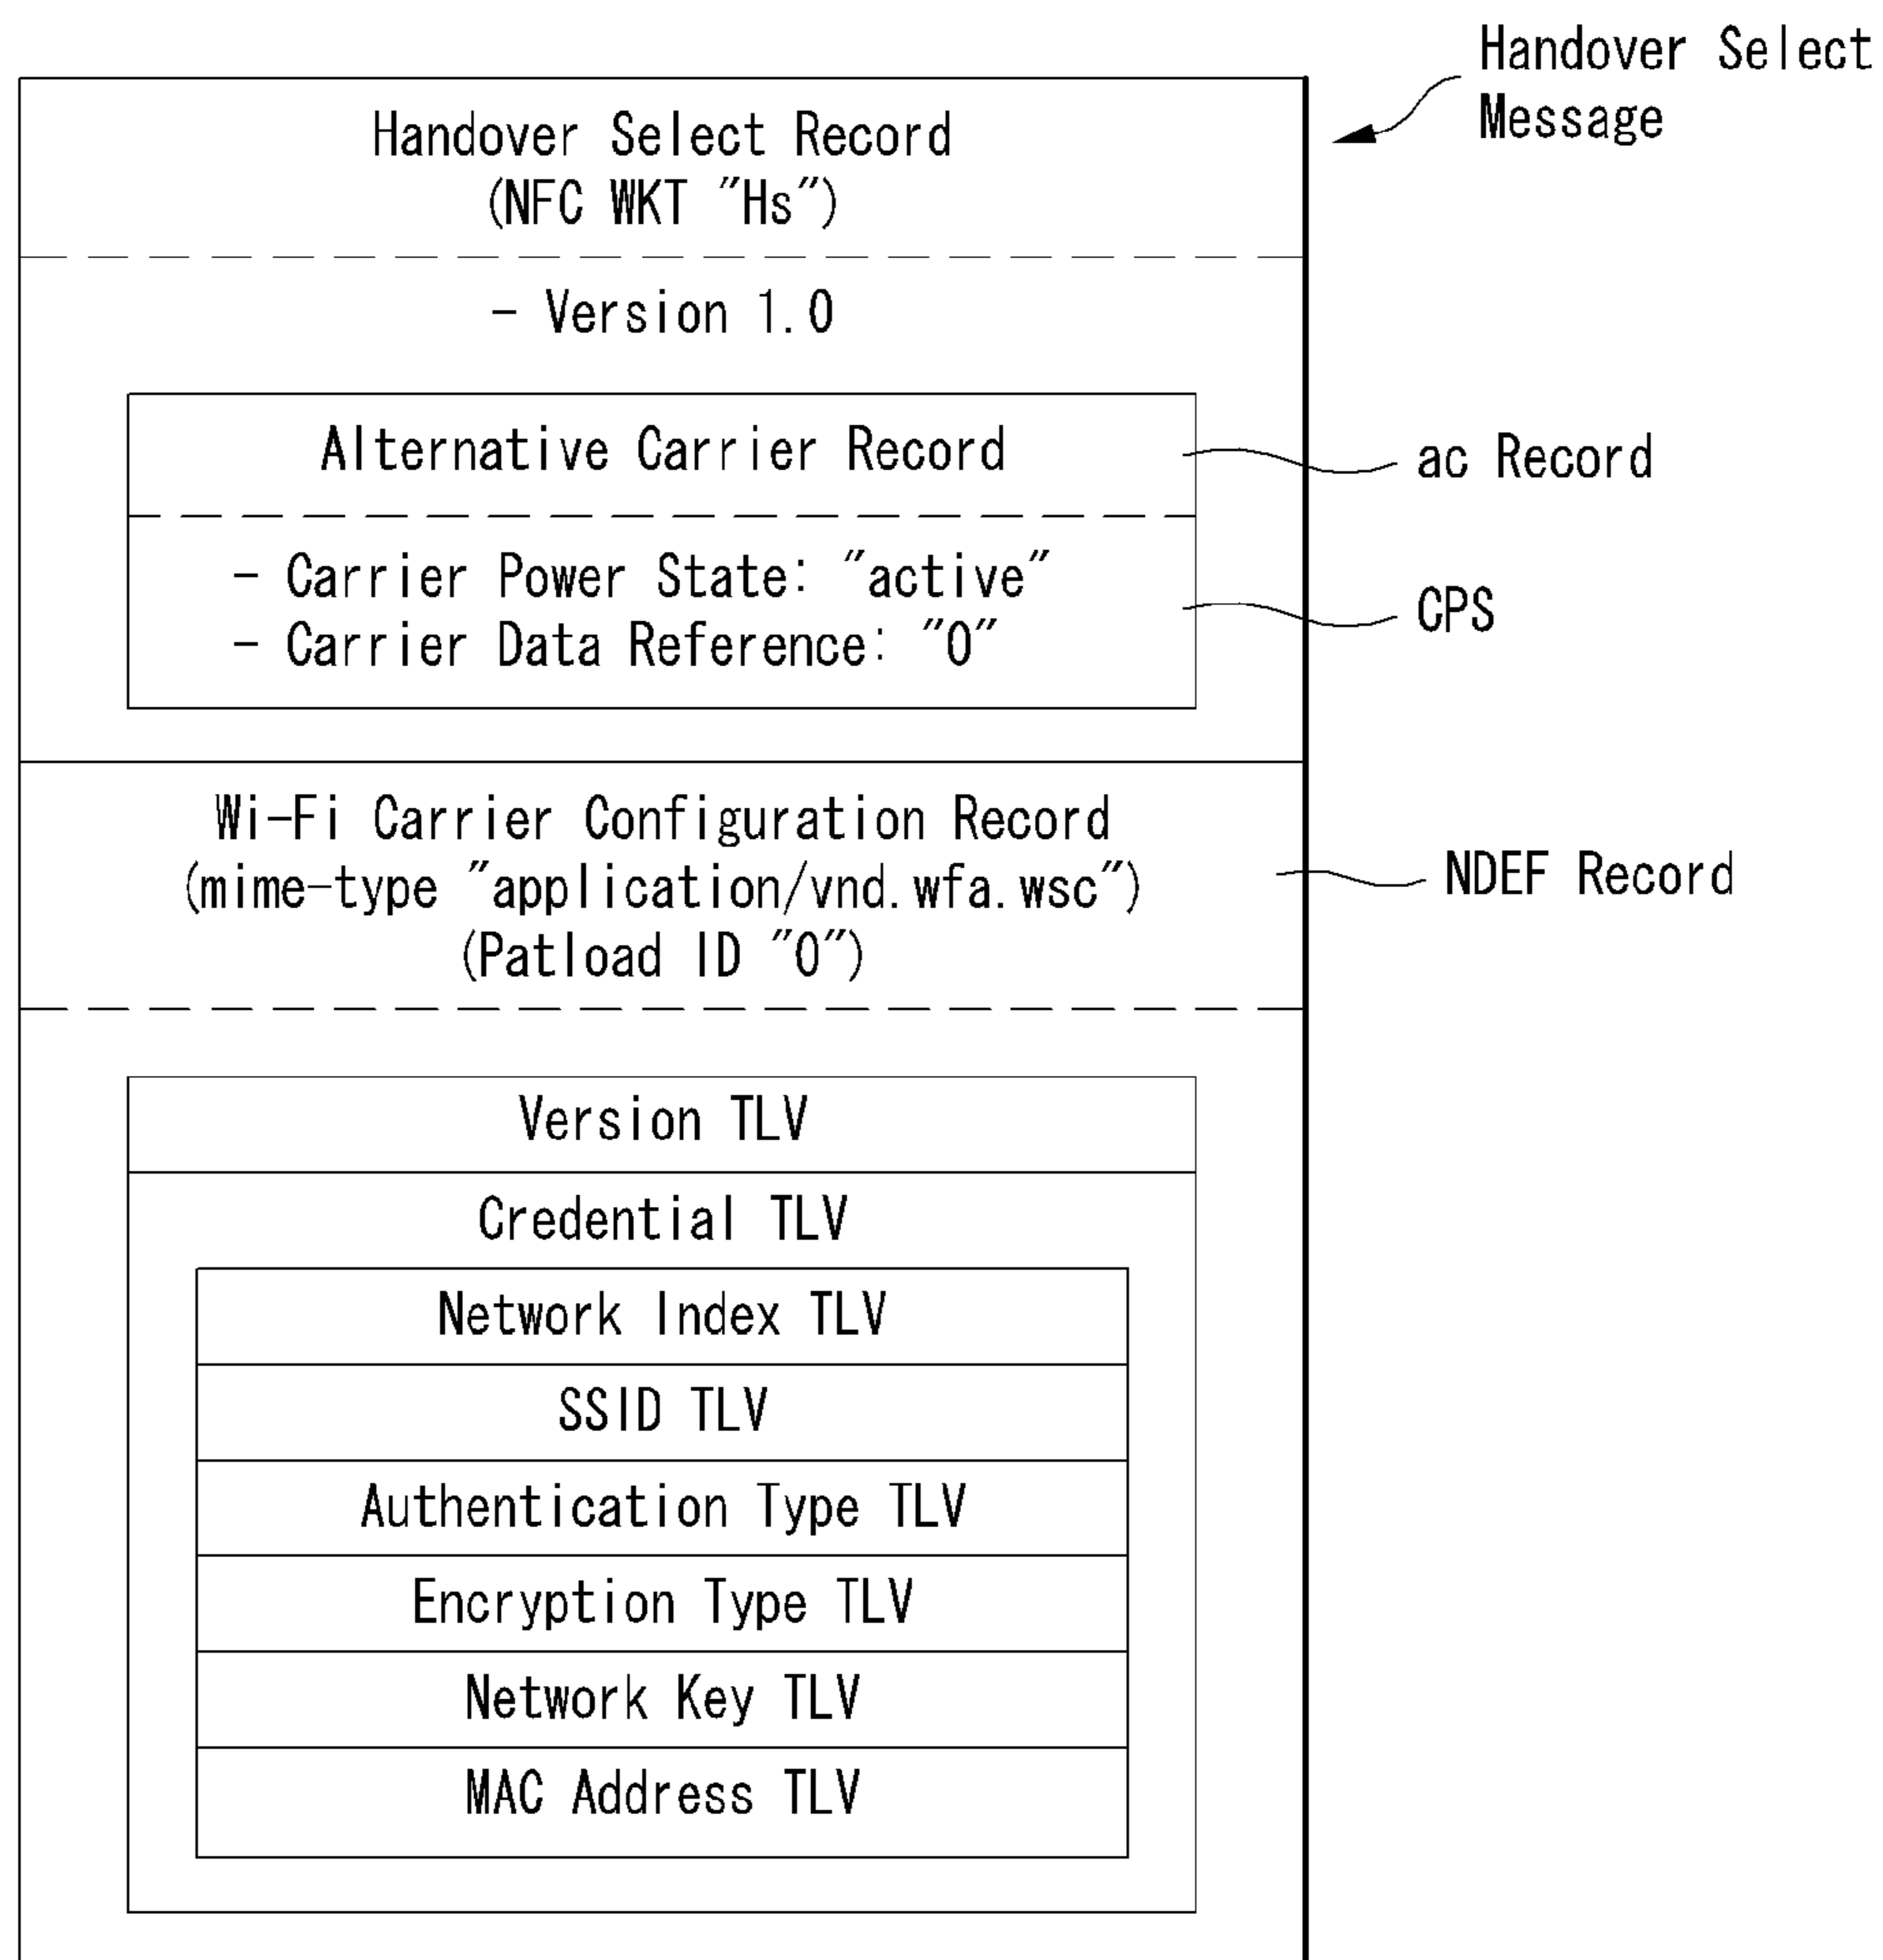 Handover Select
Message
Handover Select Record
(NFC WKT "Hs")
- Version 1.0
Alternative Carrier Record
ac Record
- Carrier Power State: "active"
- Carrier Data Reference: "0"
CPS
Wi-Fi Carrier Configuration Record
(mime-type "application/vnd.wfa.wsc")
(Patload ID "0")
NDEF Record
Version TLV
Credential TLV
Network Index TLV
SSID TLV
Authentication Type TLV
Encryption Type TLV
Network Key TLV
MAC Address TLV